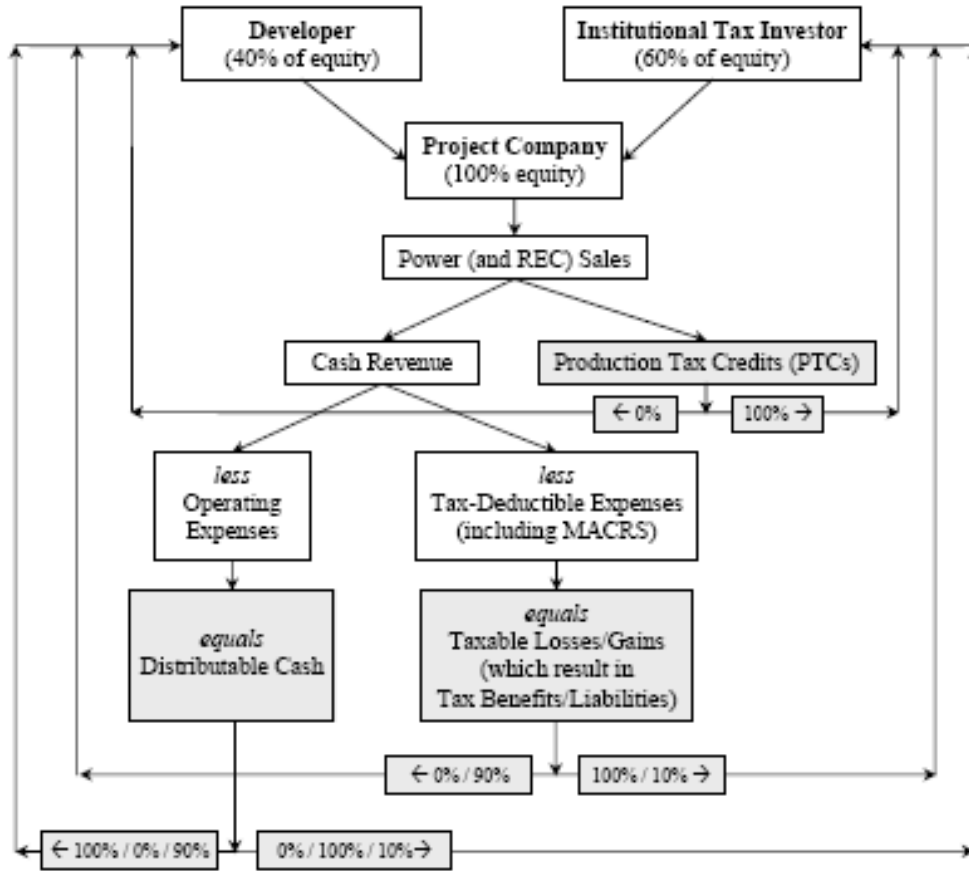 Developer
(40% of equity)
Institutional Tax Investor
(60% of equity)
Project Company
(100% equity)
Power (and REC) Sales
Cash Revenue
Production Tax Credits (PTCs)
← 0%
100% →
less
Operating
Expenses
less
Tax-Deductible Expenses
(including MACRS)
equals
Distributable Cash
equals
Taxable Losses/Gains
(which result in
Tax Benefits/Liabilities)
← 0% / 90%
100% / 10% →
← 100% / 0% / 90%
0% / 100% / 10% →